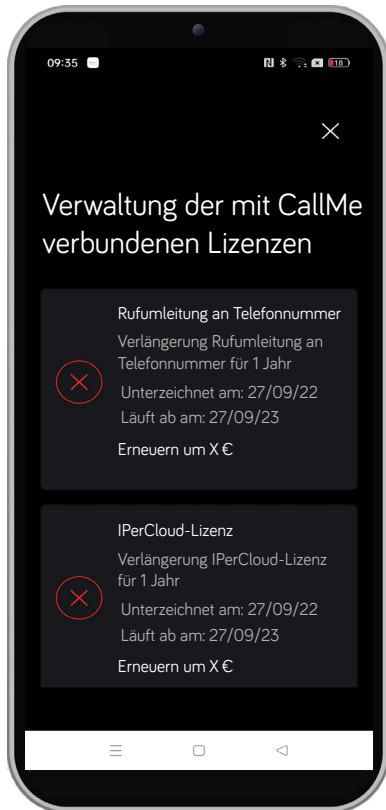 09:35
18
Verwaltung der mit CallMe
verbundenen Lizenzen
Rufumleitung an Telefonnummer
Verlängerung Rufumleitung an
Telefonnummer für 1 Jahr
Unterzeichnet am: 27/09/22
Läuft ab am: 27/09/23
Erneuern um X €
IPerCloud-Lizenz
Verlängerung IPerCloud-Lizenz
für 1 Jahr
Unterzeichnet am: 27/09/22
Läuft ab am: 27/09/23
Erneuern um X €